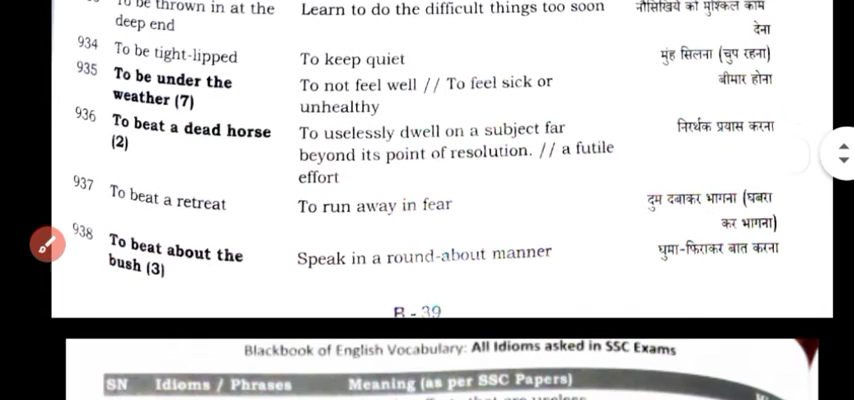 To be thrown in at the Learn to do the difficult things too soon नौसिखिये को मुश्किल काम
deep end देना
934 To be tight-lipped To keep quiet मुंह सिलना (चुप रहना)
935 To be under the To not feel well // To feel sick or बीमार होना
weather (7) unhealthy
936 To beat a dead horse To uselessly dwell on a subject far निरर्थक प्रयास करना
(2) beyond its point of resolution. // a futile
effort
937 To beat a retreat To run away in fear दुम दबाकर भागना (घबरा
कर भागना)
938 To beat about the Speak in a round-about manner घुमा-फिराकर बात करना
bush (3)
B - 39
Blackbook of English Vocabulary: All Idioms asked in SSC Exams
SN Idioms / Phrases Meaning (as per SSC Papers)